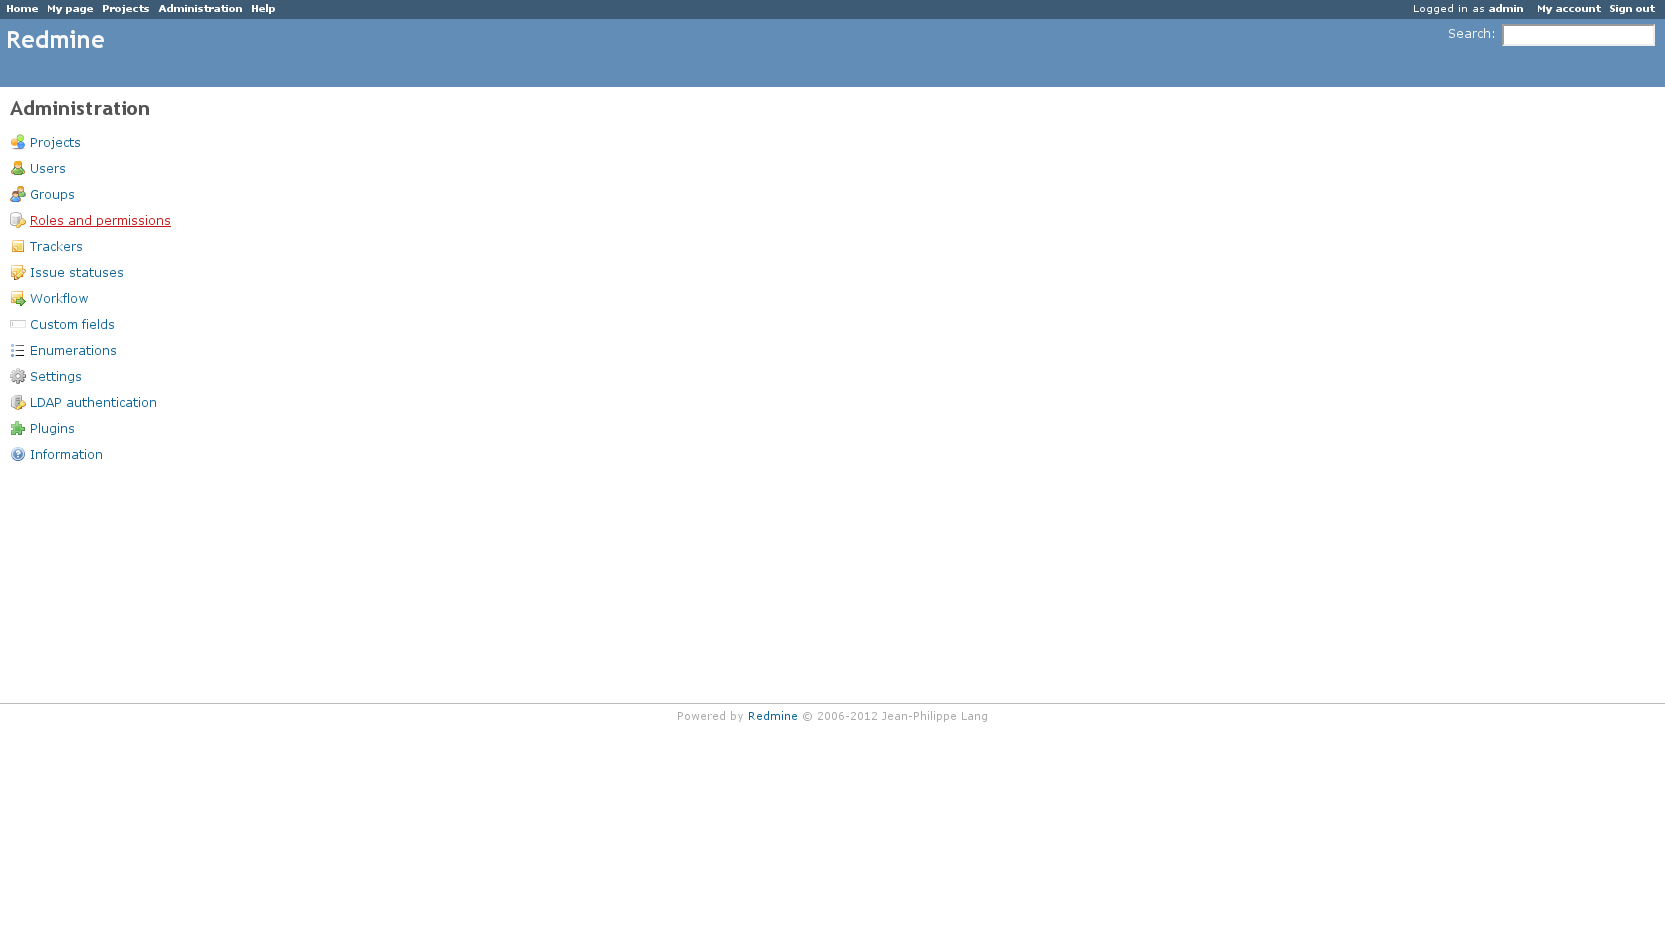 Home My page Projects Administration Help
Logged in as admin My account Sign out
Redmine
Search:
Administration
Projects
Users
Groups
Roles and permissions
Trackers
Issue statuses
Workflow
Custom fields
Enumerations
Settings
LDAP authentication
Plugins
Information
Powered by Redmine © 2006-2012 Jean-Philippe Lang